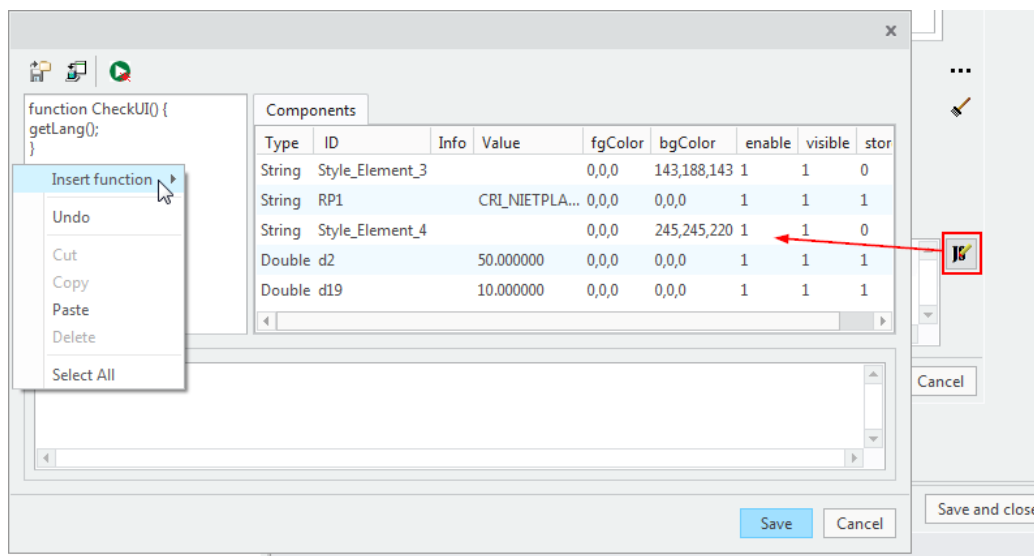 x
function CheckUI() {
getLang();
}
Components
Type ID Info Value fgColor bgColor enable visible stor
String Style_Element_3 0,0,0 143,188,143 1 1 0
String RP1 CRI_NIETPLA... 0,0,0 0,0,0 1 1 1
String Style_Element_4 0,0,0 245,245,220 1 1 0
Double d2 50.000000 0,0,0 0,0,0 1 1 1
Double d19 10.000000 0,0,0 0,0,0 1 1 1
Insert function
Undo
Cut
Copy
Paste
Delete
Select All
Save Cancel
...
JS
Cancel
Save and close